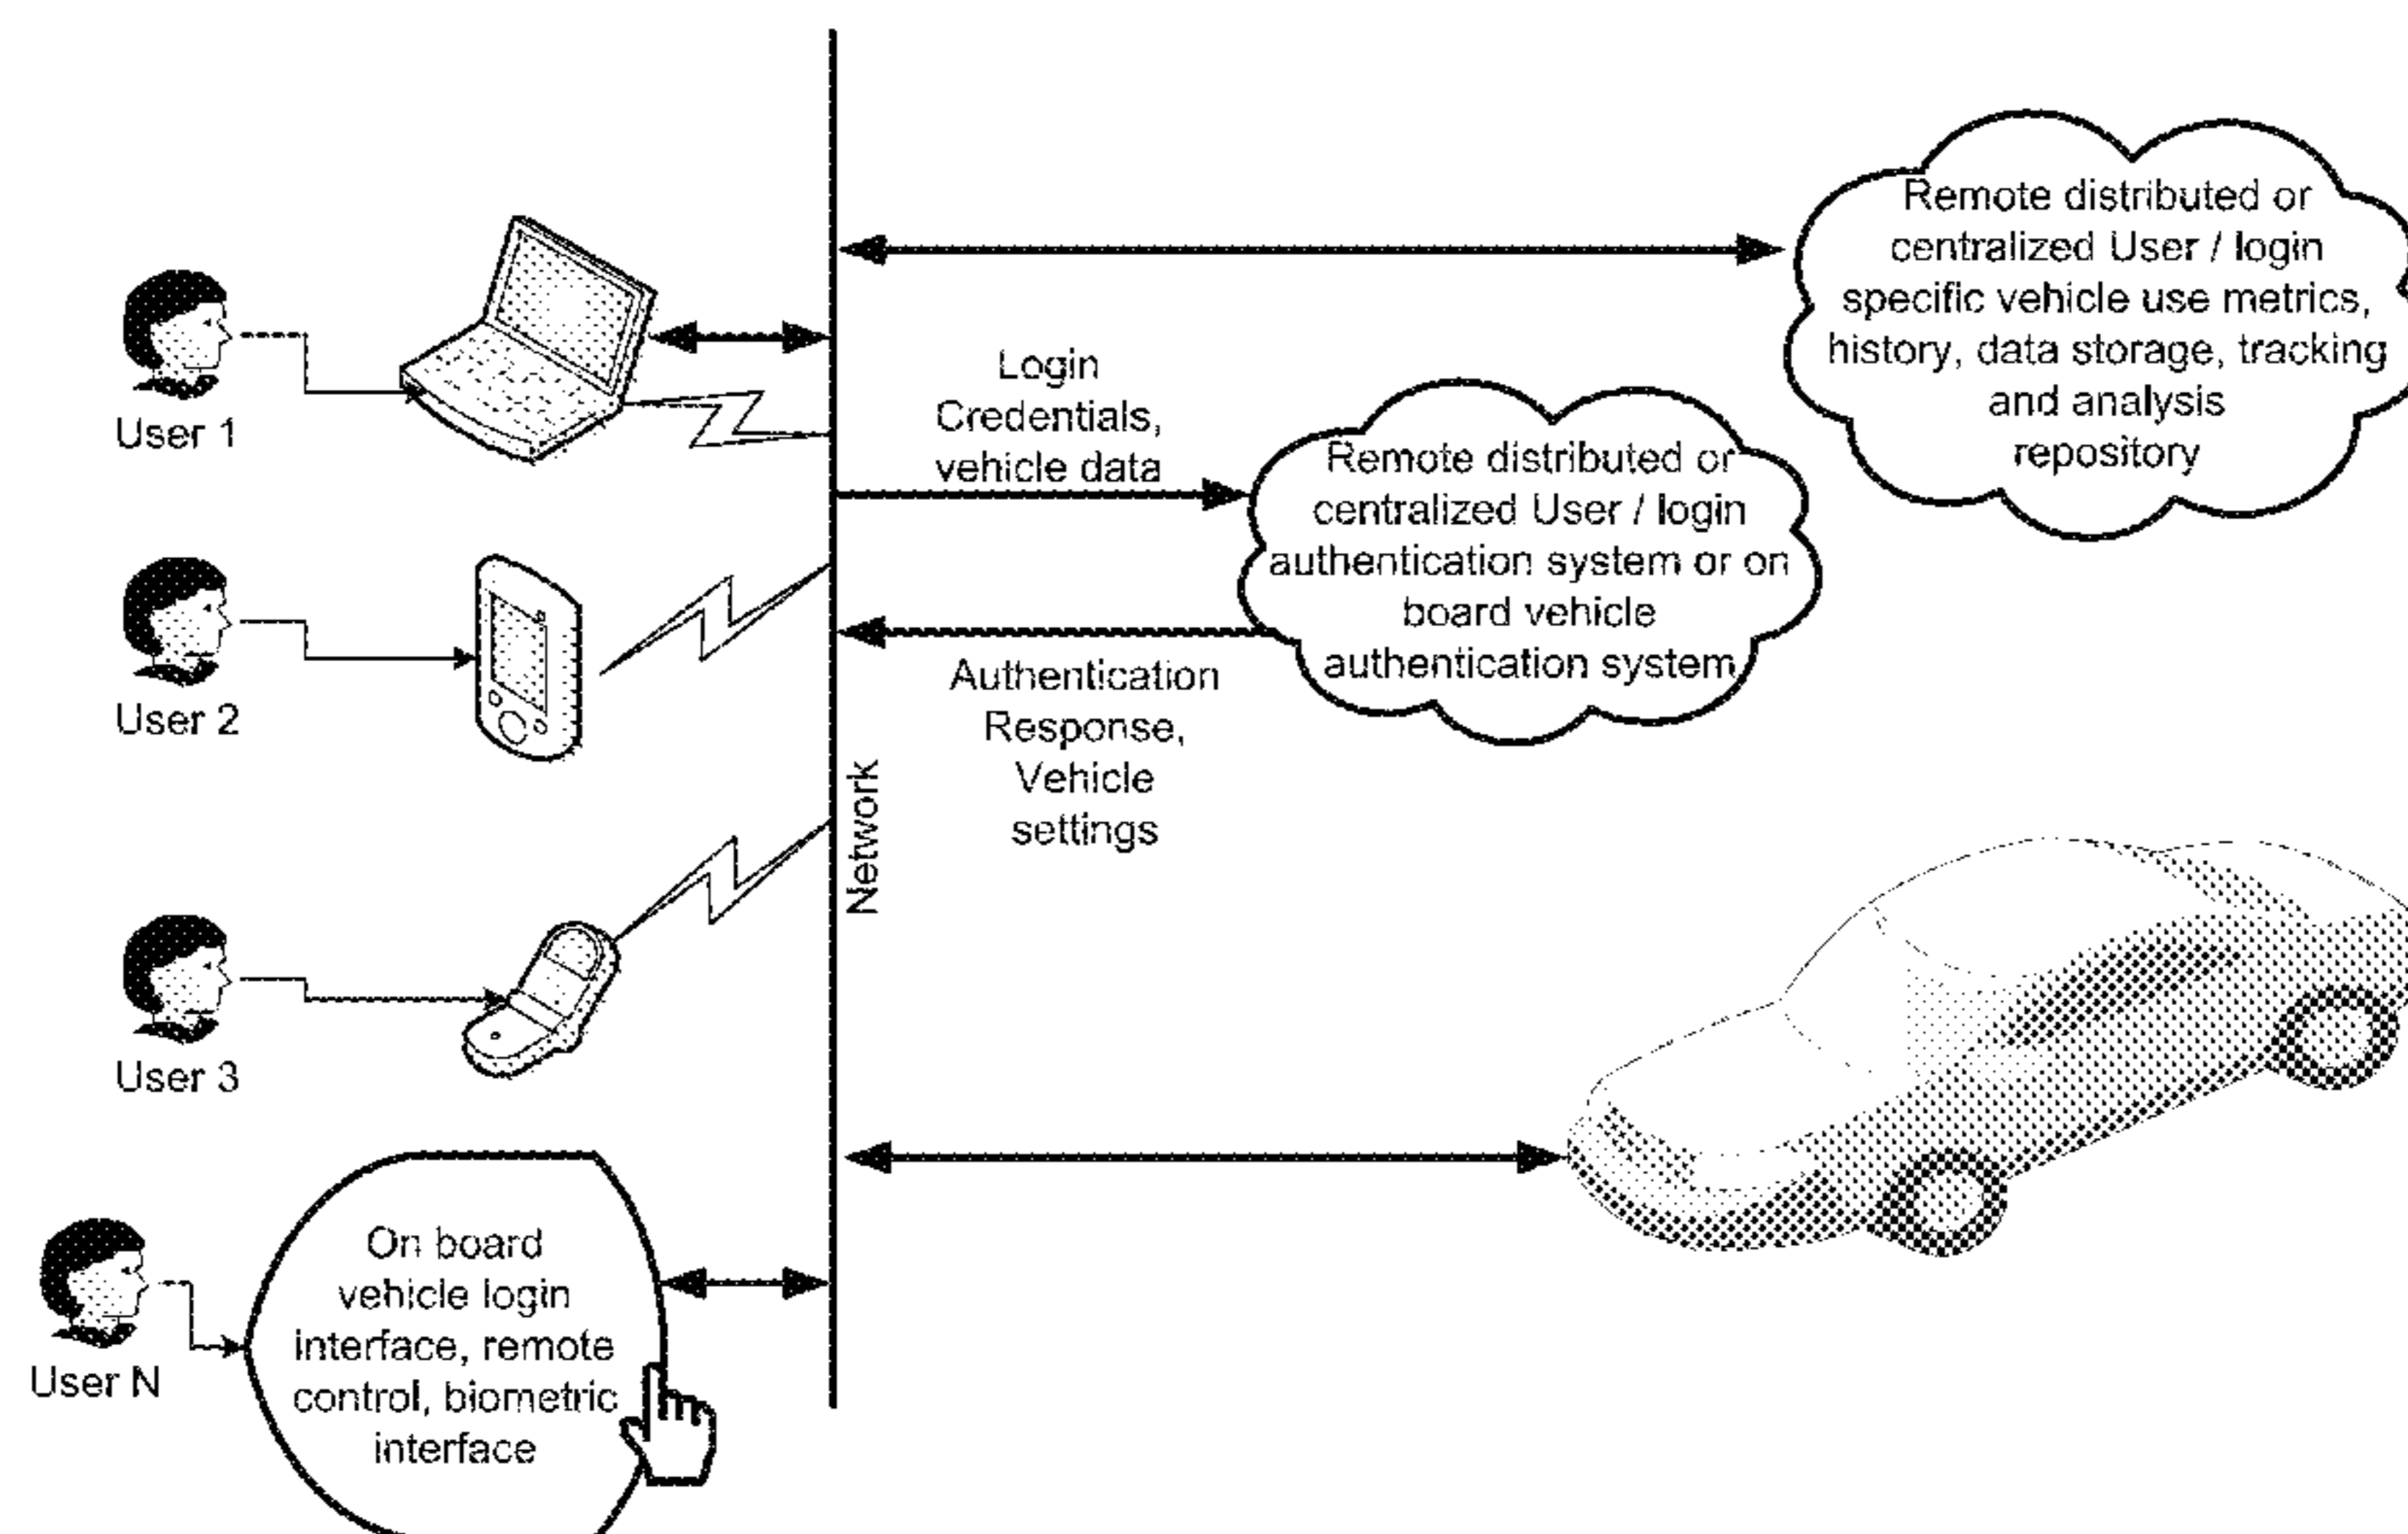 Remote distributed or
centralized User / login
specific vehicle use metrics,
history, data storage, tracking
and analysis
repository
User 1
Login
Credentials,
vehicle data
Remote distributed or
centralized User / login
authentication system or on
board vehicle
authentication system
User 2
Authentication
Response,
Vehicle
settings
Network
User 3
User N
On board
vehicle login
interface, remote
control, biometric
interface